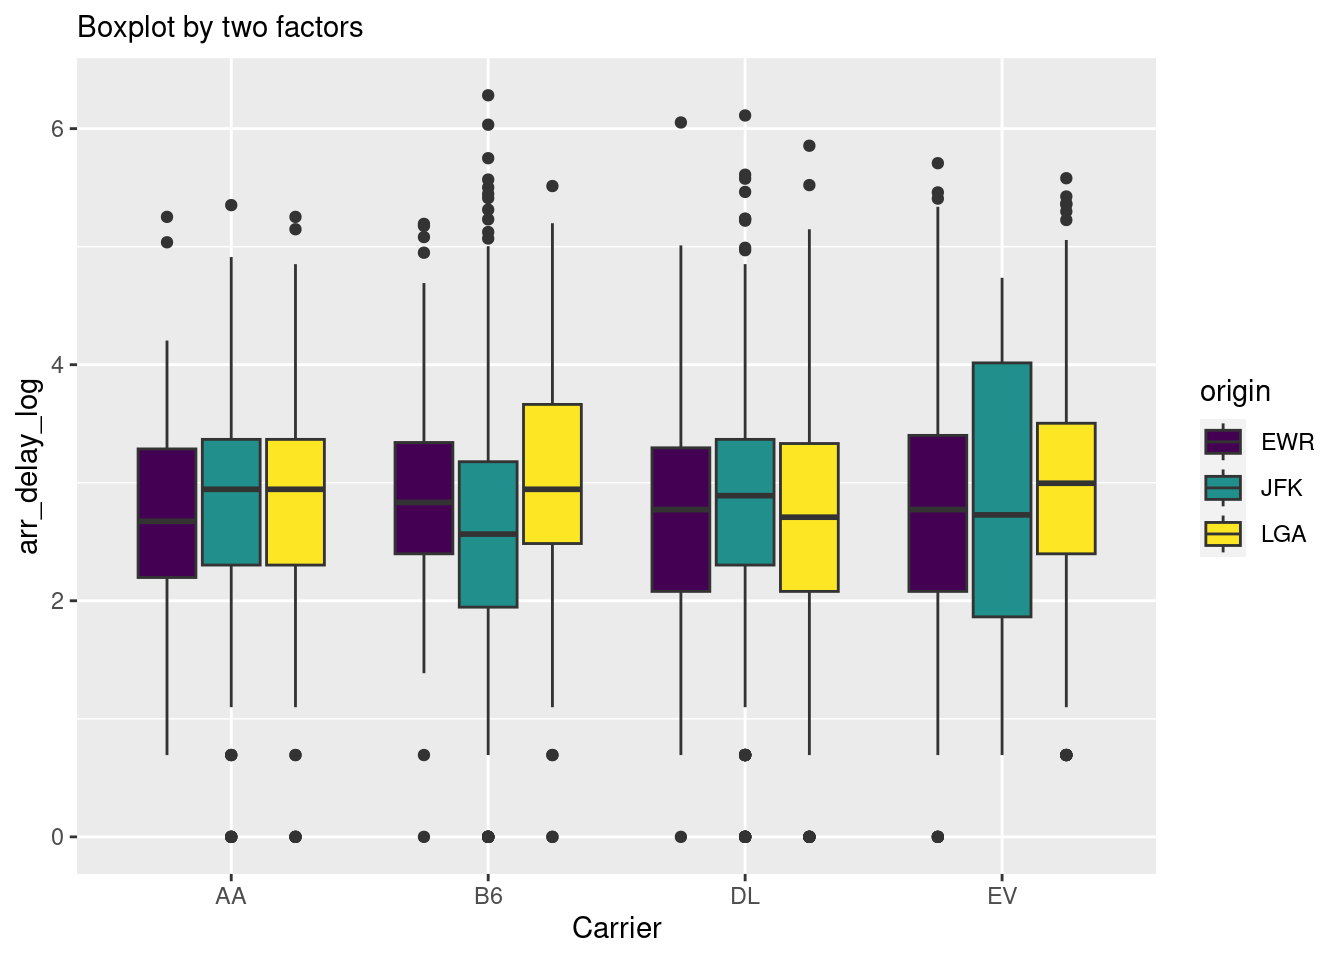 Boxplot by two factors
6
4
2
0
arr_delay_log
AA
B6
DL
EV
Carrier
origin
EWR
JFK
LGA